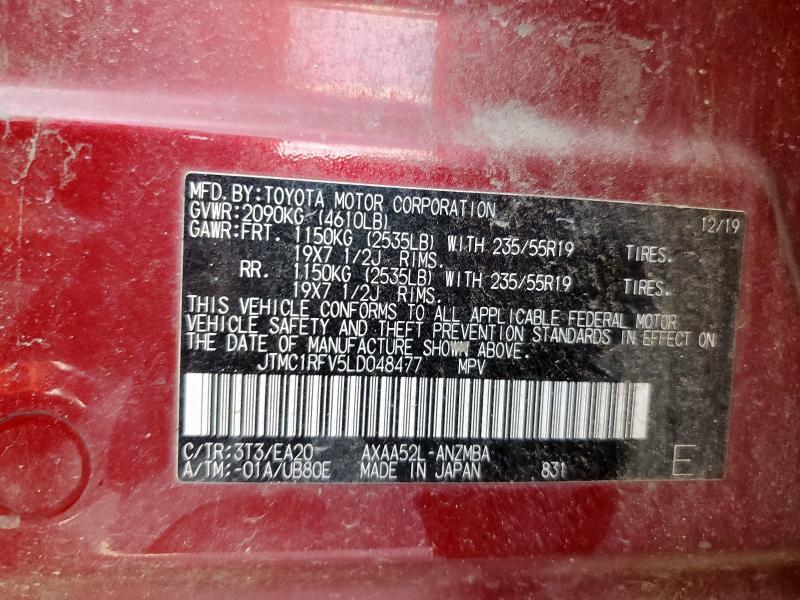 MFD. BY: TOYOTA MOTOR CORPORATION 12/19
GVWR: 2090KG (4610LB)
GAWR: FRT. 1150KG (2535LB) WITH 235/55R19 TIRES.
19X7 1/2J RIMS.
RR. 1150KG (2535LB) WITH 235/55R19 TIRES.
19X7 1/2J RIMS.
THIS VEHICLE CONFORMS TO ALL APPLICABLE FEDERAL MOTOR
VEHICLE SAFETY AND THEFT PREVENTION STANDARDS IN EFFECT ON
THE DATE OF MANUFACTURE SHOWN ABOVE.
JTMC1RFV5LD048477 MPV
C/TR: 3T3/EA20 AXAA52L-ANZMBA
A/TM: -01A/UB80E MADE IN JAPAN 831 E